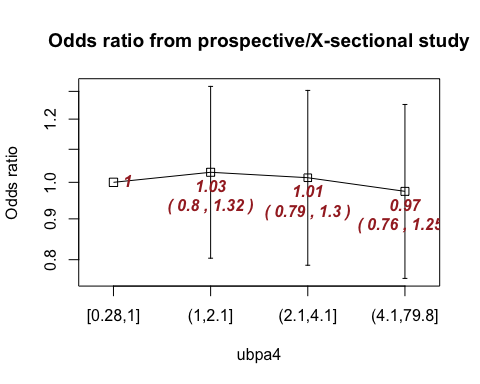 Odds ratio from prospective/X-sectional study
Odds ratio
1.2
1.0
0.9
0.8
1
1.03
( 0.8 , 1.32 )
1.01
( 0.79 , 1.3 )
0.97
( 0.76 , 1.25
[0.28,1]
(1,2.1]
(2.1,4.1]
(4.1,79.8]
ubpa4